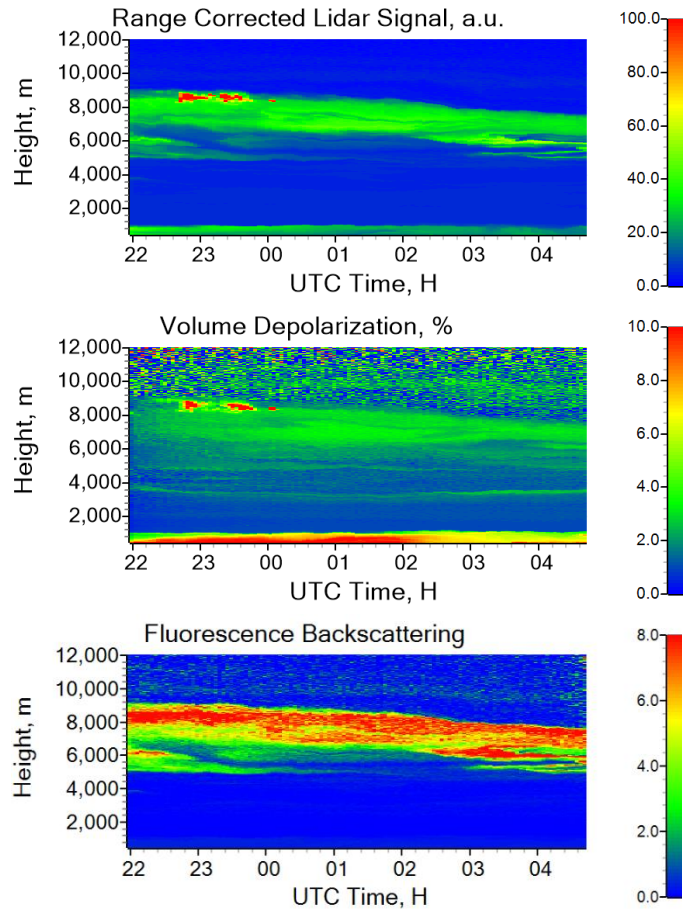 Range Corrected Lidar Signal, a.u.
Height, m
12,000
10,000
8,000
6,000
4,000
2,000
22 23 00 01 02 03 04
UTC Time, H
100.0
80.0
60.0
40.0
20.0
0.0
Volume Depolarization, %
Height, m
12,000
10,000
8,000
6,000
4,000
2,000
22 23 00 01 02 03 04
UTC Time, H
10.0
8.0
6.0
4.0
2.0
0.0
Fluorescence Backscattering
Height, m
12,000
10,000
8,000
6,000
4,000
2,000
22 23 00 01 02 03 04
UTC Time, H
8.0
6.0
4.0
2.0
0.0